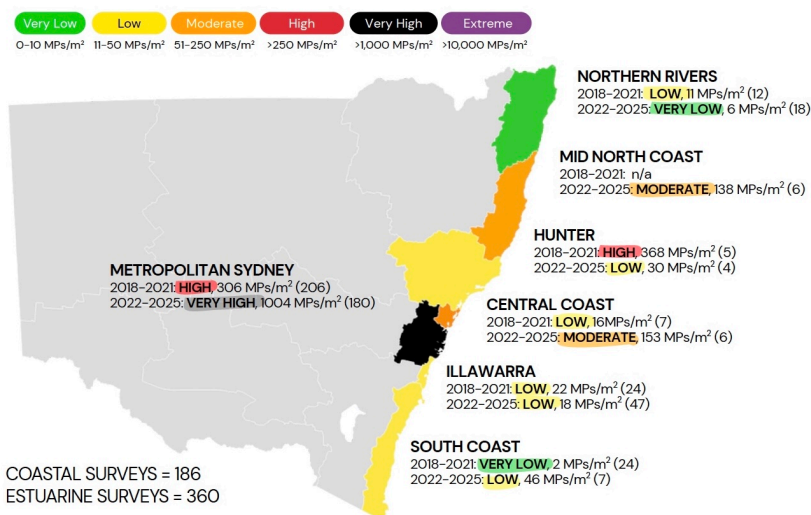 Very Low Low Moderate High Very High Extreme
0-10 MPs/m² 11-50 MPs/m² 51-250 MPs/m² >250 MPs/m² >1,000 MPs/m² >10,000 MPs/m²
NORTHERN RIVERS
2018-2021: LOW, 11 MPs/m² (12)
2022-2025: VERY LOW, 6 MPs/m² (18)
MID NORTH COAST
2018-2021: n/a
2022-2025: MODERATE, 138 MPs/m² (6)
HUNTER
2018-2021: HIGH, 368 MPs/m² (5)
2022-2025: LOW, 30 MPs/m² (4)
METROPOLITAN SYDNEY
2018-2021: HIGH, 306 MPs/m² (206)
2022-2025: VERY HIGH, 1004 MPs/m² (180)
CENTRAL COAST
2018-2021: LOW, 16MPs/m² (7)
2022-2025: MODERATE, 153 MPs/m² (6)
ILLAWARRA
2018-2021: LOW, 22 MPs/m² (24)
2022-2025: LOW, 18 MPs/m² (47)
SOUTH COAST
2018-2021: VERY LOW, 2 MPs/m² (24)
2022-2025: LOW, 46 MPs/m² (7)
COASTAL SURVEYS = 186
ESTUARINE SURVEYS = 360